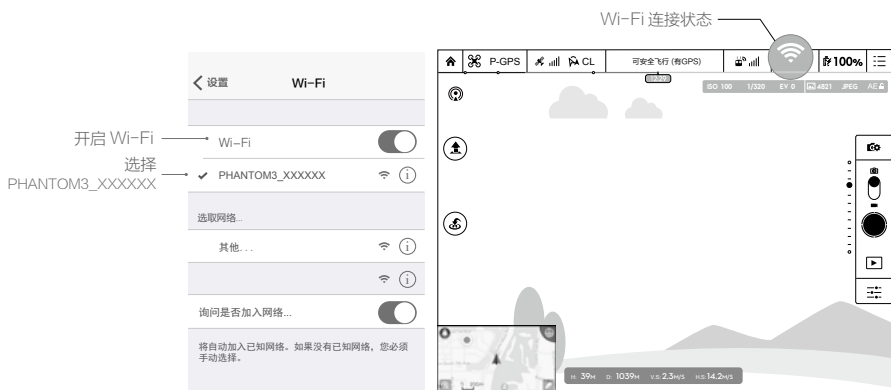 Wi-Fi 连接状态
P-GPS
CL
可安全飞行 (有GPS)
100%
ISO 100 1/320 EV 0 4821 JPEG AE
设置
Wi-Fi
开启 Wi-Fi
Wi-Fi
选择
PHANTOM3_XXXXXX
PHANTOM3_XXXXXX
选取网络...
其他...
询问是否加入网络...
将自动加入已知网络。如果没有已知网络，您必须
手动选择。
H: 39M D: 1039M V.S: 2.3M/S H.S: 14.2M/S